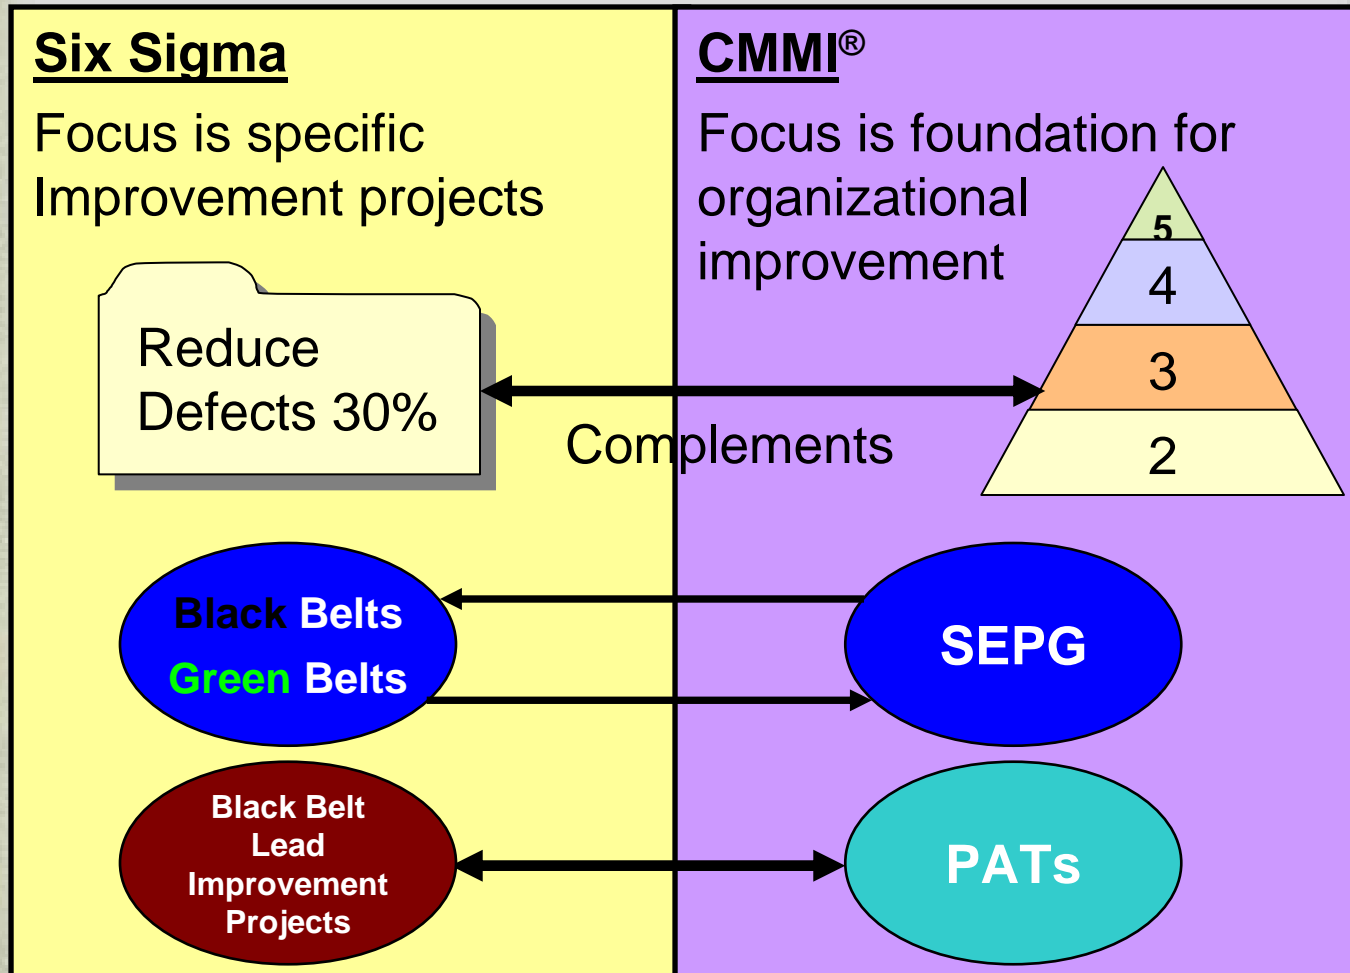 Six Sigma
Focus is specific
Improvement projects
Reduce
Defects 30%
CMMI®
Focus is foundation for
organizational
improvement
5
4
3
2
Complements
Black Belts
Green Belts
SEPG
Black Belt
Lead
Improvement
Projects
PATs